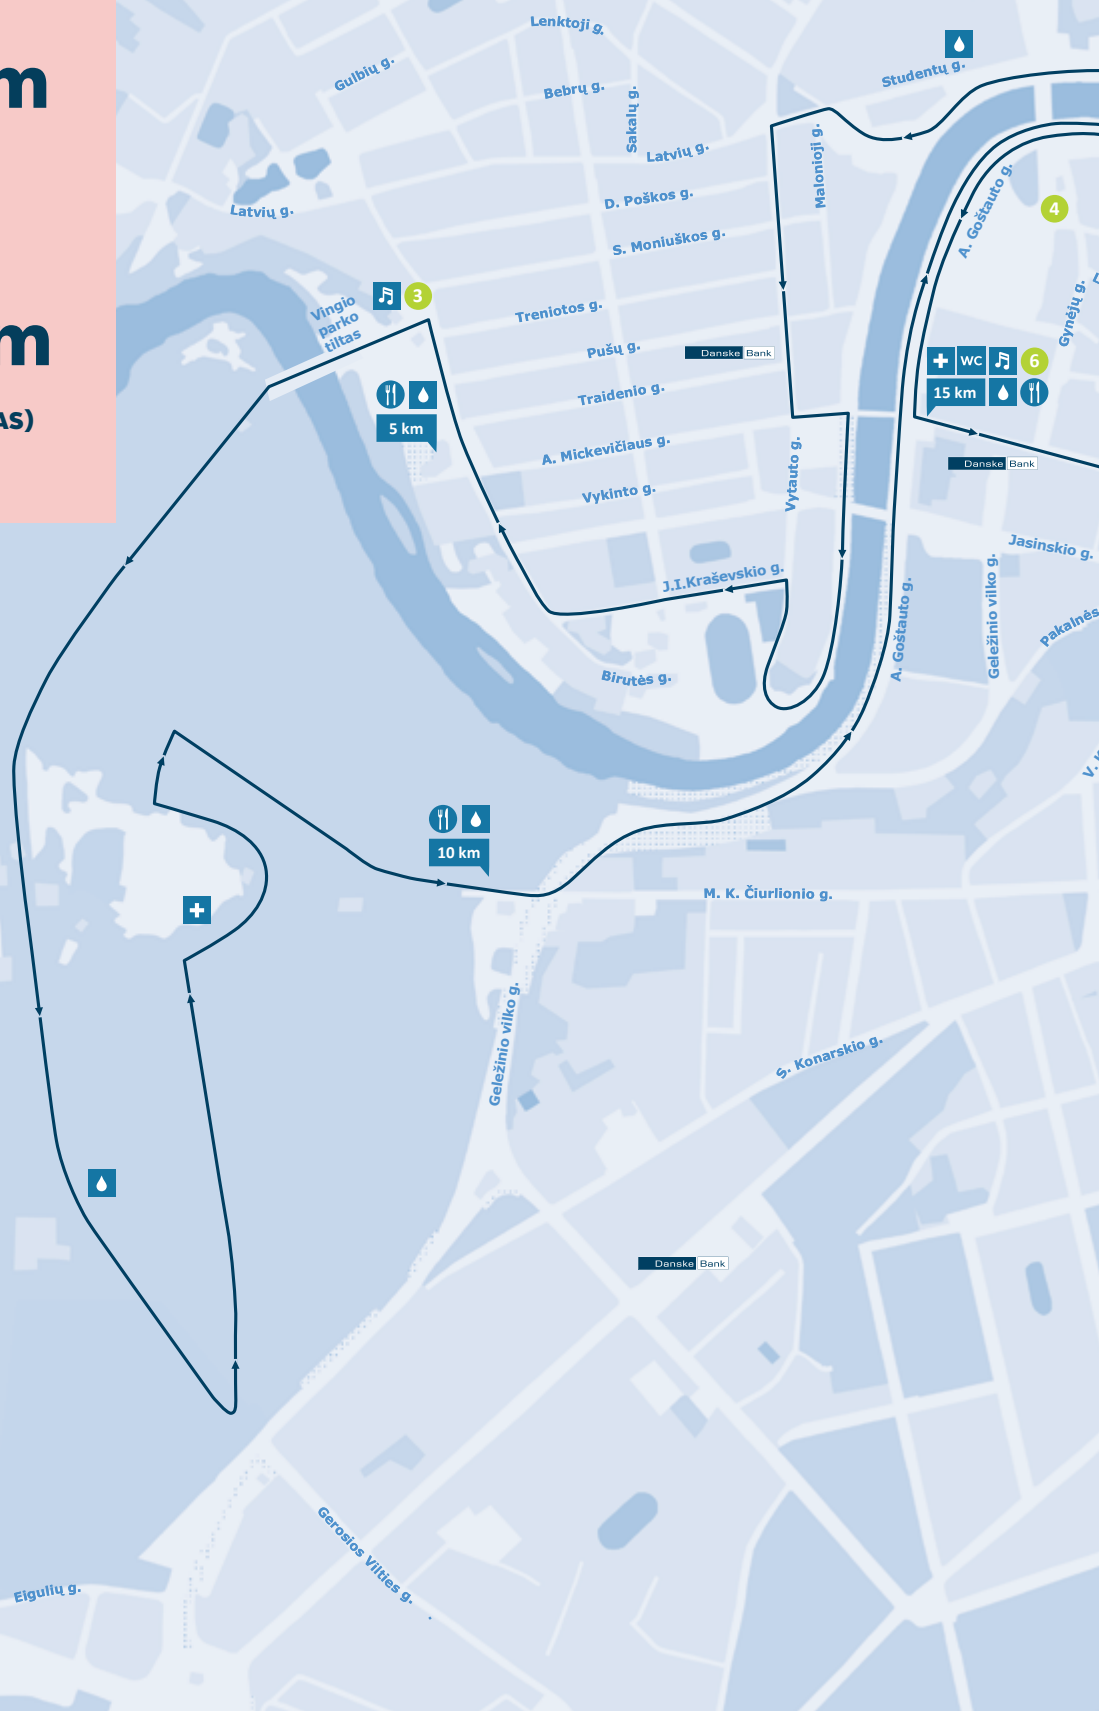 m
m
AS)
Lenktoji g.
Gulbių g.
Bebrų g.
Sakalų g.
Studentų g.
Latvių g.
Malonioji g.
D. Poškos g.
Latvių g.
A. Goštauto g.
4
S. Moniuškos g.
Vingio
parko
tiltas
3
Treniotos g.
Gynėjų g.
Pušų g.
Danske Bank
WC
6
15 km
Traidenio g.
5 km
A. Mickevičiaus g.
Vytauto g.
Danske Bank
Vykinto g.
Jasinskio g.
J.I.Kraševskio g.
A. Goštauto g.
Geležinio vilko g.
Pakalnės
Birutės g.
V. K
10 km
M. K. Čiurlionio g.
Geležinio vilko g.
S. Konarskio g.
Danske Bank
Gerosios Vilties g.
Eigulių g.